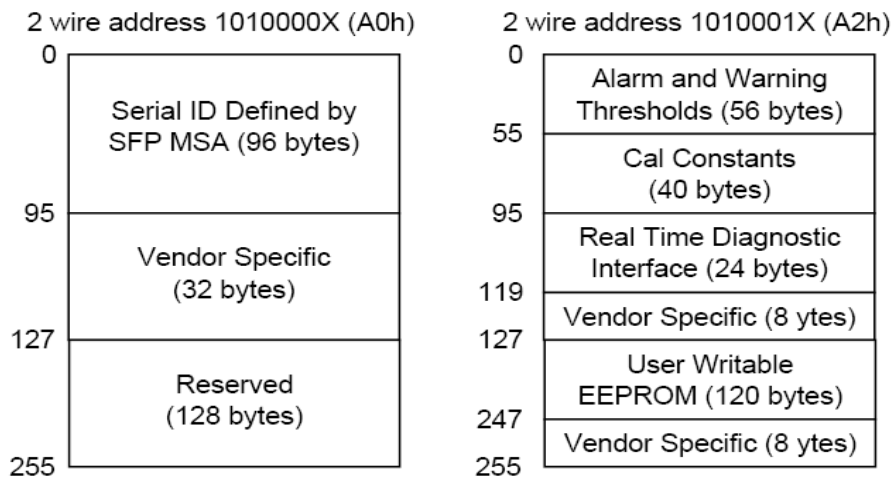 2 wire address 1010000X (A0h)
0
Serial ID Defined by
SFP MSA (96 bytes)
95
Vendor Specific
(32 bytes)
127
Reserved
(128 bytes)
255
2 wire address 1010001X (A2h)
0
Alarm and Warning
Thresholds (56 bytes)
55
Cal Constants
(40 bytes)
95
Real Time Diagnostic
Interface (24 bytes)
119
Vendor Specific (8 ytes)
127
User Writable
EEPROM (120 bytes)
247
Vendor Specific (8 ytes)
255